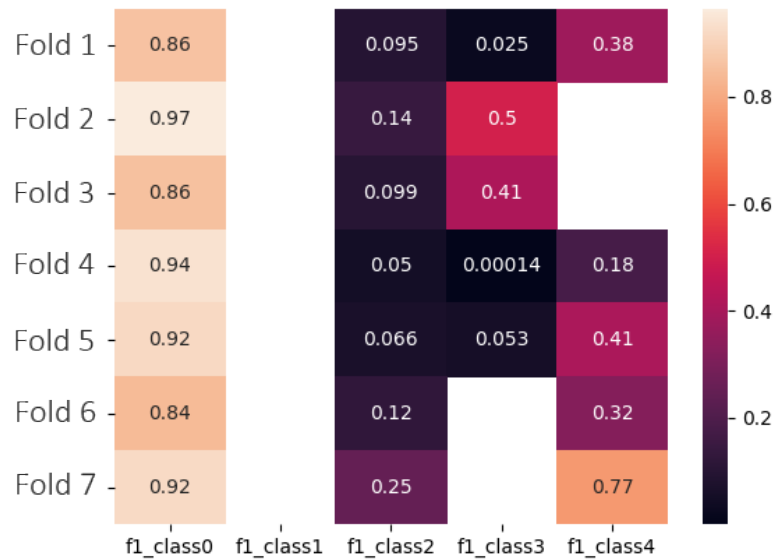 Fold 1 0.86 0.095 0.025 0.38
Fold 2 0.97 0.14 0.5
Fold 3 0.86 0.099 0.41
Fold 4 0.94 0.05 0.00014 0.18
Fold 5 0.92 0.066 0.053 0.41
Fold 6 0.84 0.12 0.32
Fold 7 0.92 0.25 0.77
f1_class0 f1_class1 f1_class2 f1_class3 f1_class4
0.8
0.6
0.4
0.2